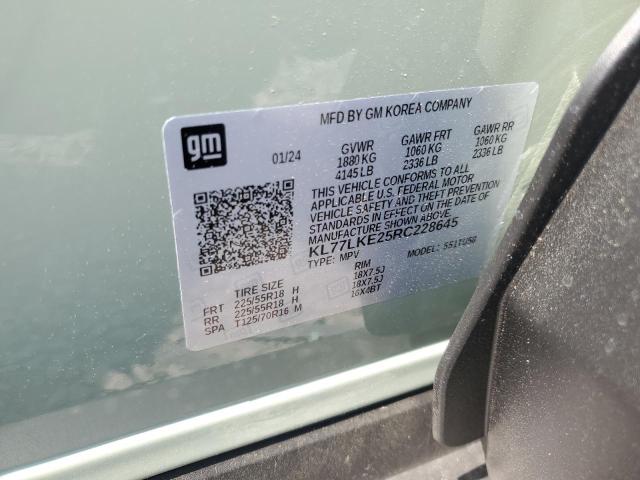 MFD BY GM KOREA COMPANY
gm
01/24
GVWR GAWR FRT GAWR RR
1880 KG 1060 KG 1060 KG
4145 LB 2336 LB 2336 LB
THIS VEHICLE CONFORMS TO ALL
APPLICABLE U.S. FEDERAL MOTOR
VEHICLE SAFETY AND THEFT PREVENTION
STANDARDS IN EFFECT ON THE DATE OF
MANUFACTURE SHOWN ABOVE.
KL77LKE25RC228645
TYPE: MPV MODEL:
TIRE SIZE RIM
FRT 225/55R18 H 18X7.5J
RR 225/55R18 H 18X7.5J
SPA T125/70R16 M 16X4BT